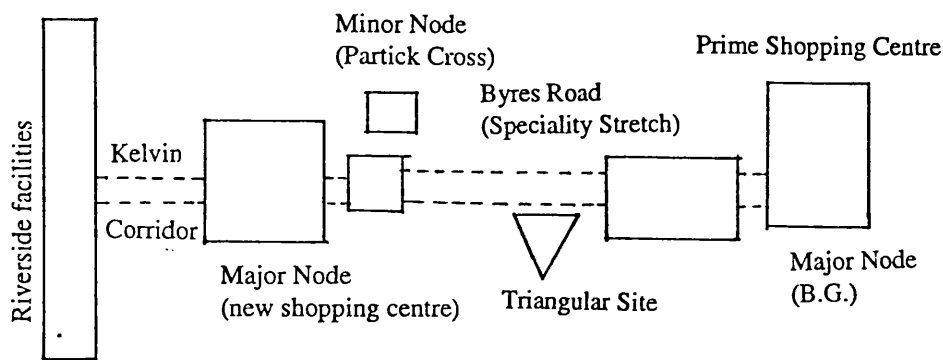 Minor Node
(Partick Cross)
Prime Shopping Centre
Byres Road
(Speciality Stretch)
Riverside facilities
Kelvin
Corridor
Major Node
(new shopping centre)
Triangular Site
Major Node
(B.G.)